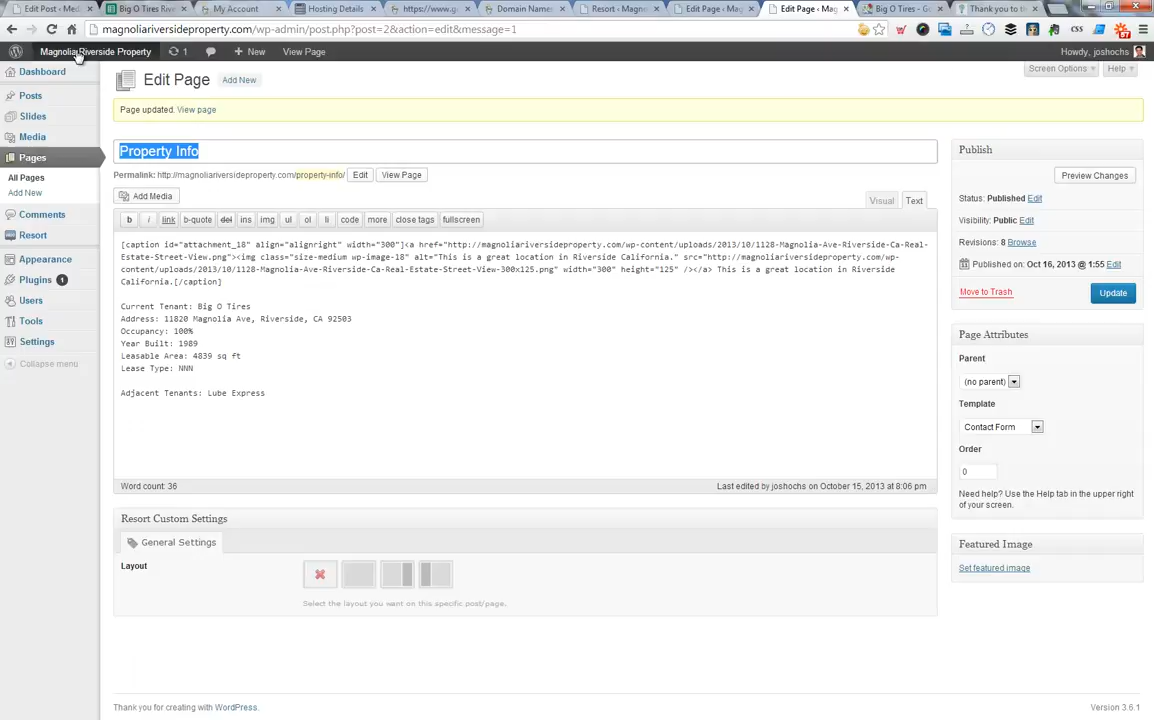 Edit Post ‹ Med
Big O Tires Rive
My Account
Hosting Details
https://www.g
Domain Name
Resort ‹ Magno
Edit Page ‹ Mag
Edit Page ‹ Mag
Big O Tires - Go
Thank you to th
magnoliariversideproperty.com/wp-admin/post.php?post=2&action=edit&message=1
CSS
57
Magnolia Riverside Property
1
+ New
View Page
Howdy, joshochs
Dashboard
Posts
Slides
Media
Pages
All Pages
Add New
Comments
Resort
Appearance
Plugins 1
Users
Tools
Settings
Collapse menu
Screen Options
Help
Edit Page
Add New
Page updated. View page
Property Info
Permalink: http://magnoliariversideproperty.com/property-info/
Edit
View Page
Add Media
Visual
Text
b
i
link
b-quote
del
ins
img
ul
ol
li
code
more
close tags
fullscreen
[caption id="attachment_18" align="alignright" width="300"]<a href="http://magnoliariversideproperty.com/wp-content/uploads/2013/10/1128-Magnolia-Ave-Riverside-Ca-Real-
Estate-Street-View.png"><img class="size-medium wp-image-18" alt="This is a great location in Riverside California." src="http://magnoliariversideproperty.com/wp-
content/uploads/2013/10/1128-Magnolia-Ave-Riverside-Ca-Real-Estate-Street-View-300x125.png" width="300" height="125" /></a> This is a great location in Riverside
California.[/caption]
Current Tenant: Big O Tires
Address: 11820 Magnolia Ave, Riverside, CA 92503
Occupancy: 100%
Year Built: 1989
Leasable Area: 4839 sq ft
Lease Type: NNN
Adjacent Tenants: Lube Express
Word count: 36
Last edited by joshochs on October 15, 2013 at 8:06 pm
Resort Custom Settings
General Settings
Layout
Select the layout you want on this specific post/page.
Publish
Preview Changes
Status: Published Edit
Visibility: Public Edit
Revisions: 8 Browse
Published on: Oct 16, 2013 @ 1:55 Edit
Move to Trash
Update
Page Attributes
Parent
(no parent)
Template
Contact Form
Order
0
Need help? Use the Help tab in the upper right
of your screen.
Featured Image
Set featured image
Thank you for creating with WordPress.
Version 3.6.1